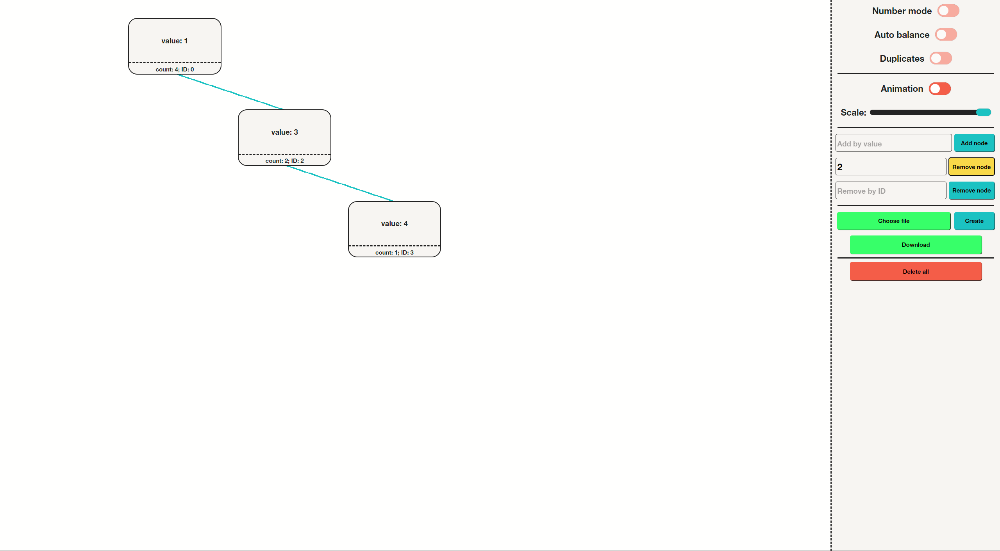 value: 1
count: 4; ID: 0
value: 3
count: 2; ID: 2
value: 4
count: 1; ID: 3
Number mode
Auto balance
Duplicates
Animation
Scale:
Add by value Add node
2 Remove node
Remove by ID Remove node
Choose file Create
Download
Delete all